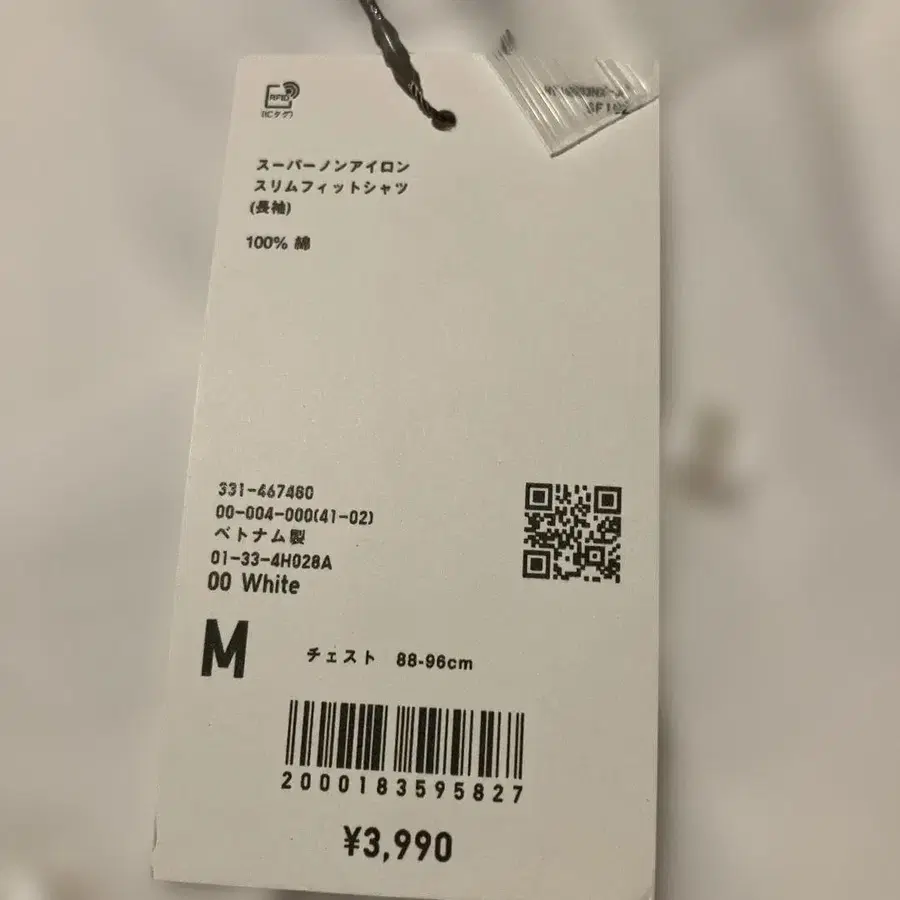 RFID
(ICタグ)
スーパーノンアイロン
スリムフィットシャツ
(長袖)
100% 綿
331-467480
00-004-000(41-02)
ベトナム製
01-33-4H028A
00 White
M
チェスト 88-96cm
2000183595827
¥3,990